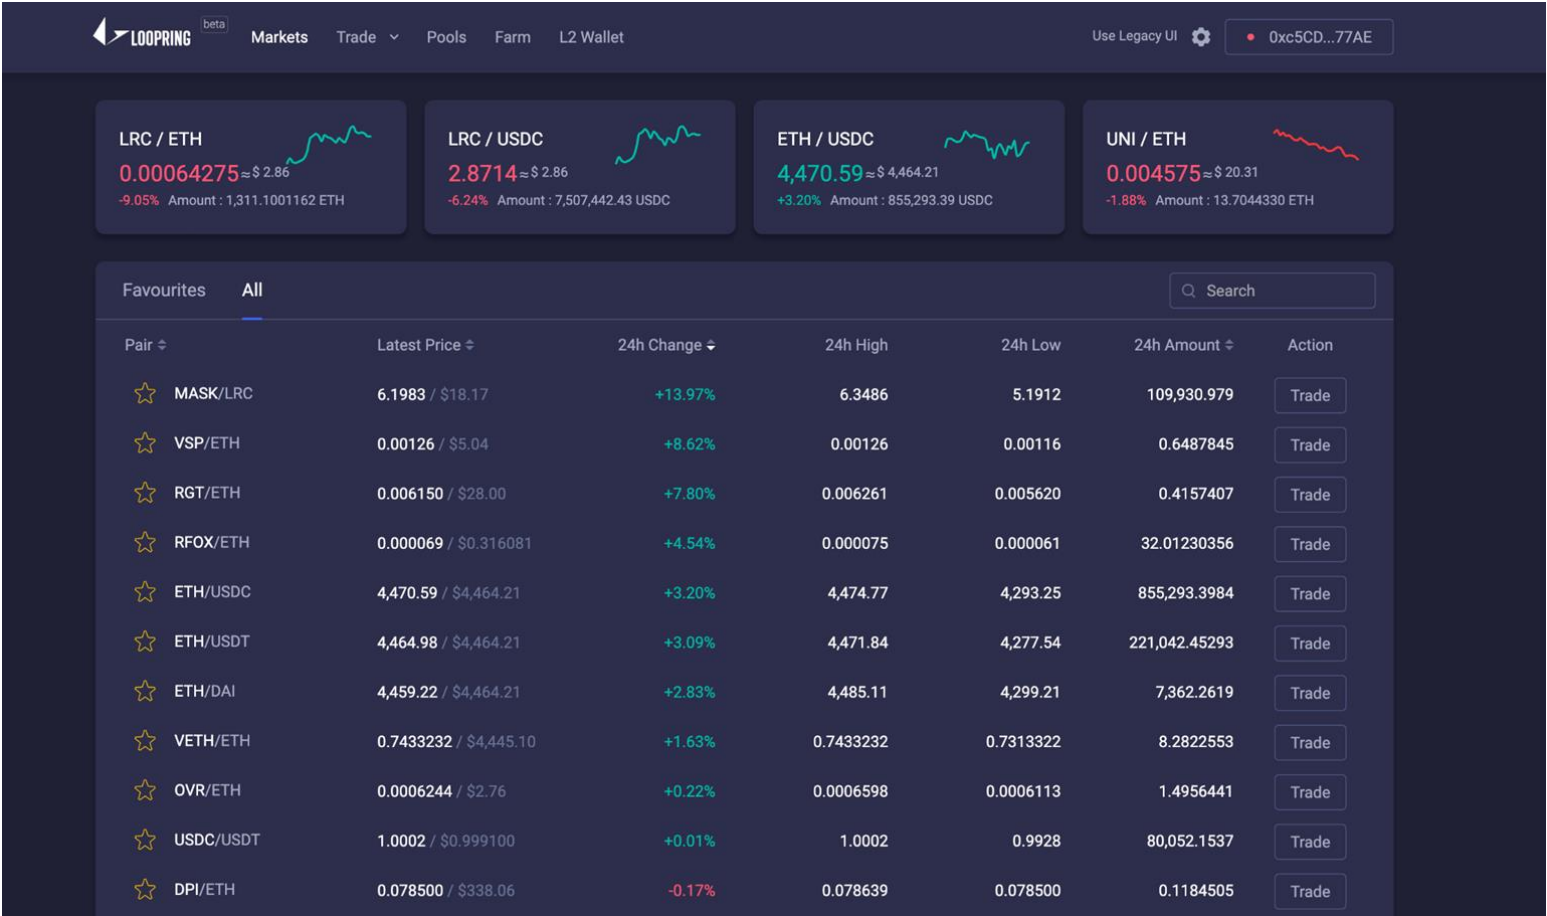 LOOPRING beta Markets Trade Pools Farm L2 Wallet Use Legacy UI 0xc5CD...77AE
LRC / ETH
0.00064275≈$ 2.86
-9.05% Amount : 1,311.1001162 ETH
LRC / USDC
2.8714≈$ 2.86
-6.24% Amount : 7,507,442.43 USDC
ETH / USDC
4,470.59≈$ 4,464.21
+3.20% Amount : 855,293.39 USDC
UNI / ETH
0.004575≈$ 20.31
-1.88% Amount : 13.7044330 ETH
Favourites All Search
Pair Latest Price 24h Change 24h High 24h Low 24h Amount Action
MASK/LRC 6.1983 / $18.17 +13.97% 6.3486 5.1912 109,930.979 Trade
VSP/ETH 0.00126 / $5.04 +8.62% 0.00126 0.00116 0.6487845 Trade
RGT/ETH 0.006150 / $28.00 +7.80% 0.006261 0.005620 0.4157407 Trade
RFOX/ETH 0.000069 / $0.316081 +4.54% 0.000075 0.000061 32.01230356 Trade
ETH/USDC 4,470.59 / $4,464.21 +3.20% 4,474.77 4,293.25 855,293.3984 Trade
ETH/USDT 4,464.98 / $4,464.21 +3.09% 4,471.84 4,277.54 221,042.45293 Trade
ETH/DAI 4,459.22 / $4,464.21 +2.83% 4,485.11 4,299.21 7,362.2619 Trade
VETH/ETH 0.7433232 / $4,445.10 +1.63% 0.7433232 0.7313322 8.2822553 Trade
OVR/ETH 0.0006244 / $2.76 +0.22% 0.0006598 0.0006113 1.4956441 Trade
USDC/USDT 1.0002 / $0.999100 +0.01% 1.0002 0.9928 80,052.1537 Trade
DPI/ETH 0.078500 / $338.06 -0.17% 0.078639 0.078500 0.1184505 Trade